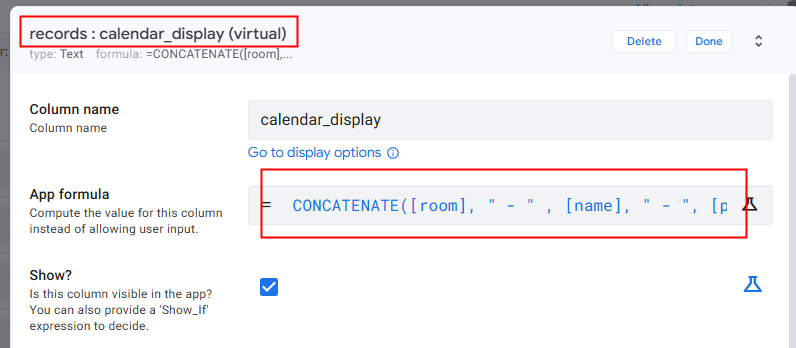 records : calendar_display (virtual)
type: Text formula: =CONCATENATE([room],...
Delete
Done
Column name
Column name
calendar_display
Go to display options
App formula
Compute the value for this column
instead of allowing user input.
= CONCATENATE([room], " - " , [name], " - ", [p
Show?
Is this column visible in the app?
You can also provide a 'Show_If'
expression to decide.